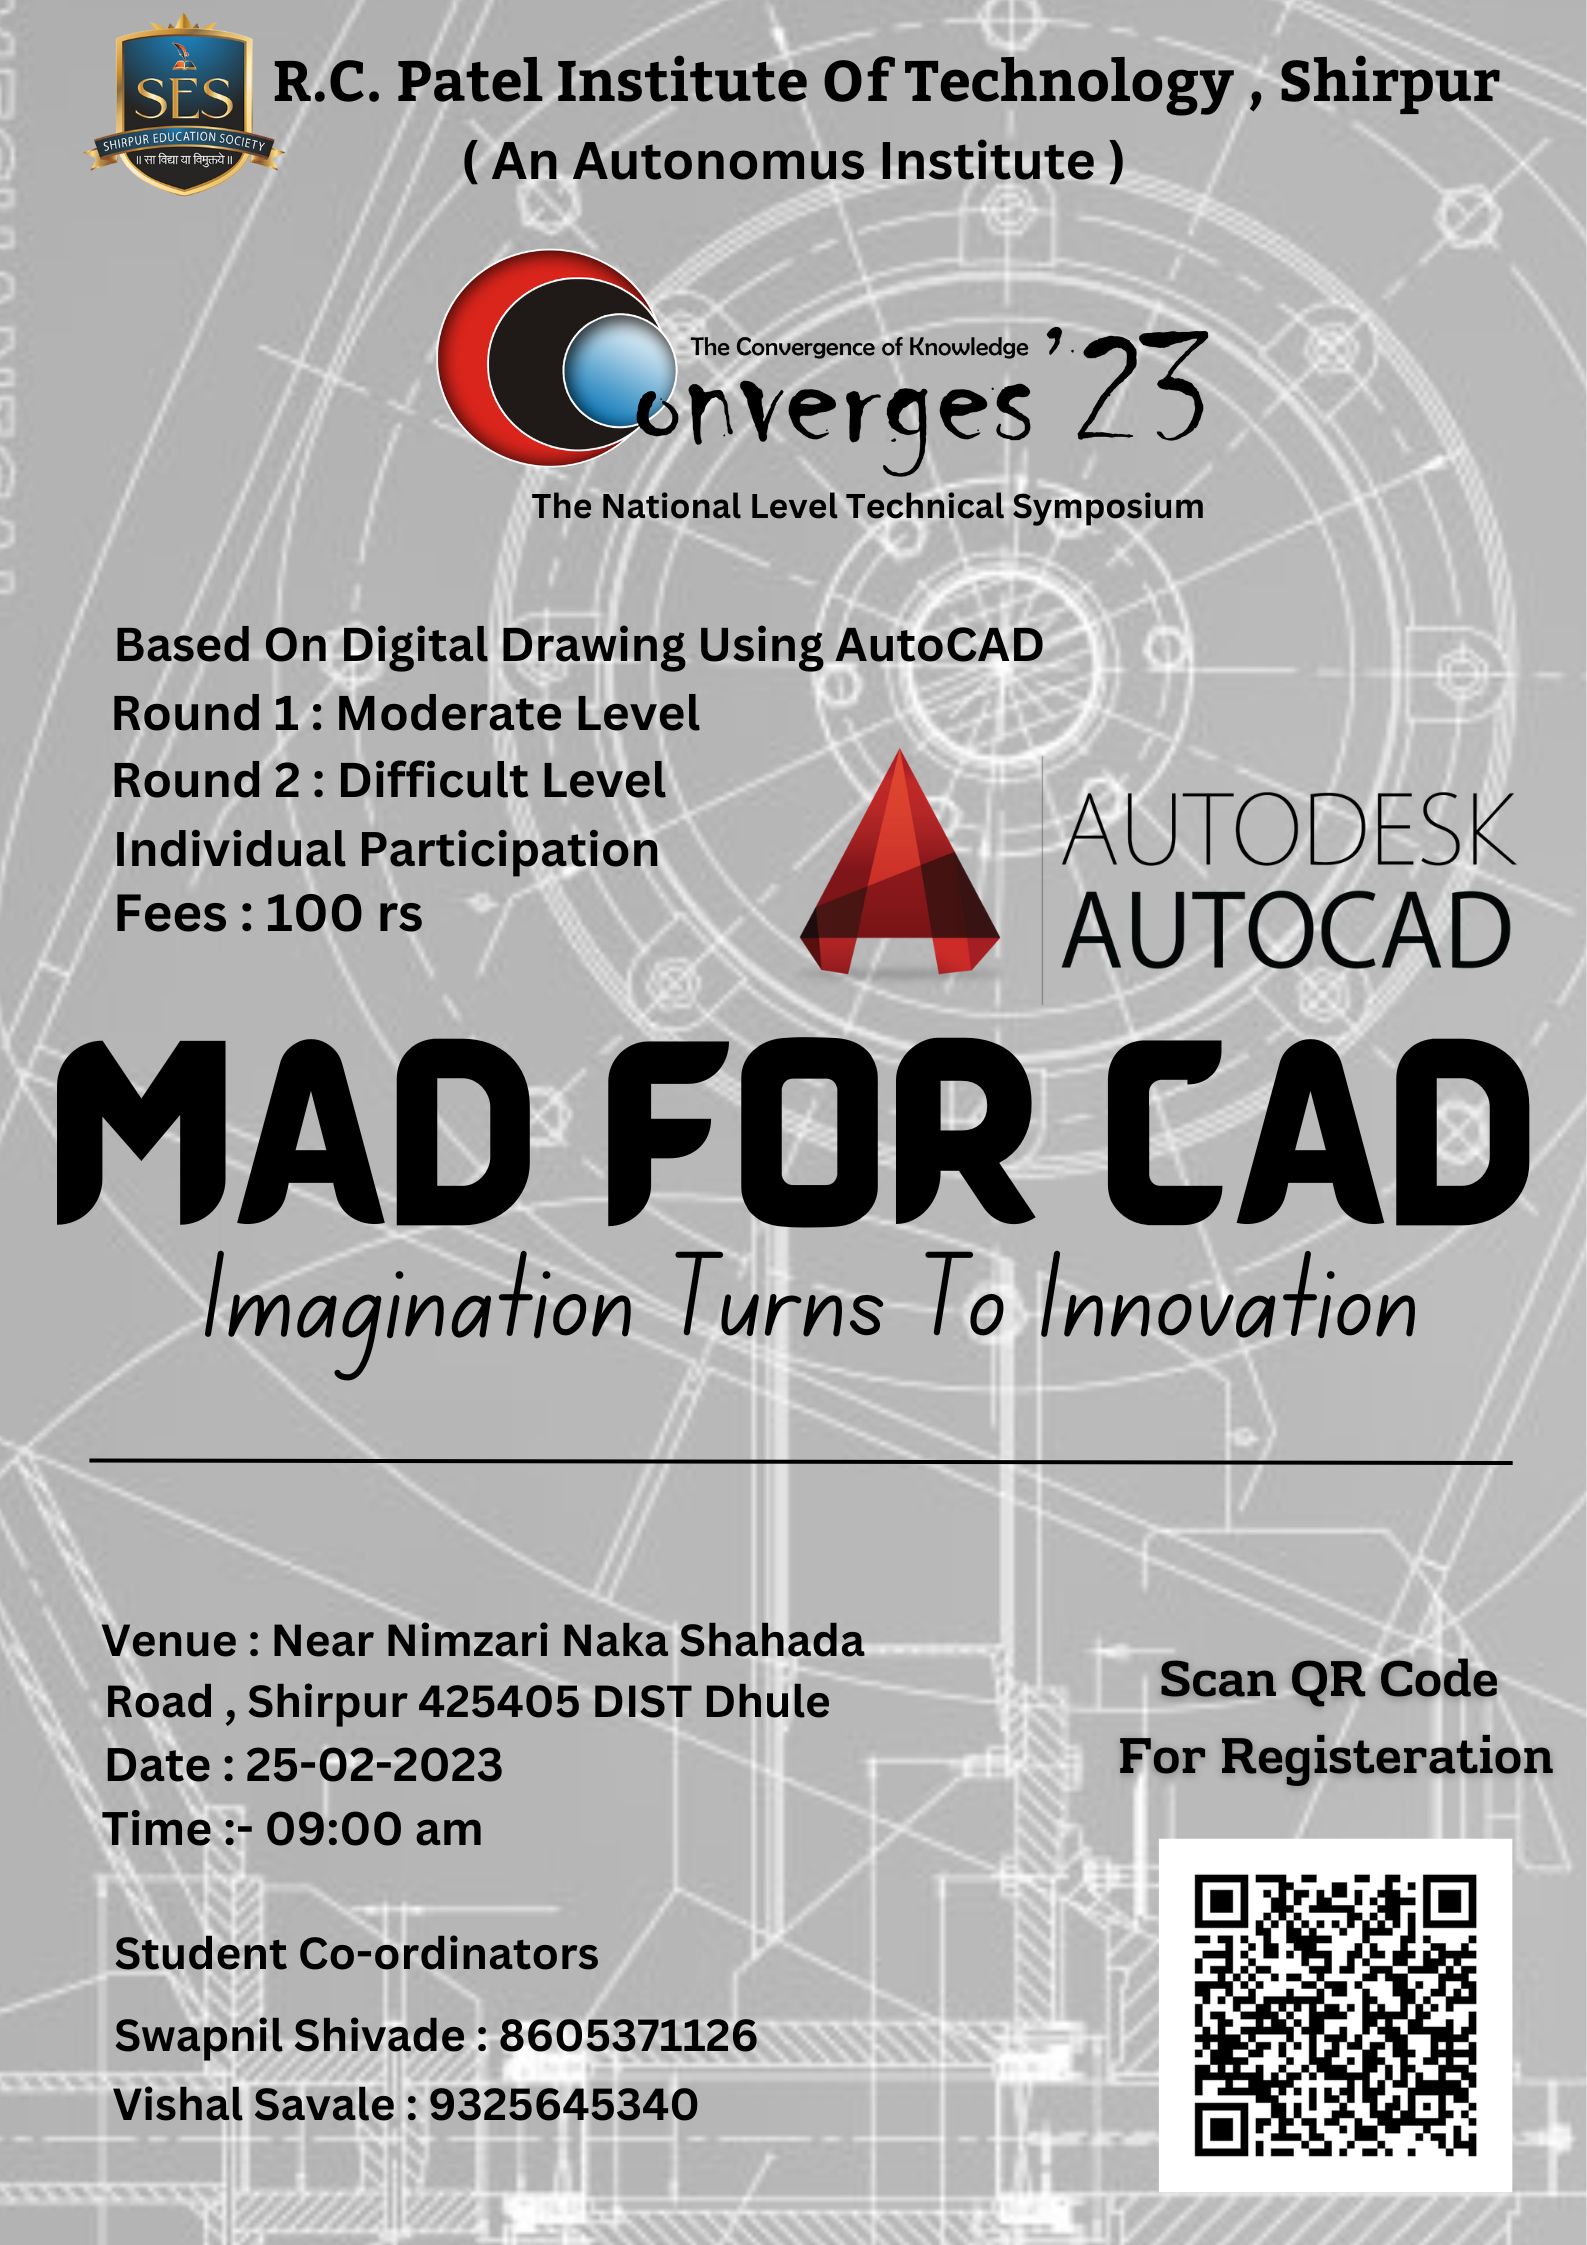 SES
SHIRPUR EDUCATION SOCIETY
॥ सा विद्या या विमुक्तये ॥
R.C. Patel Institute Of Technology , Shirpur
( An Autonomus Institute )
The Convergence of Knowledge
Converges '23
The National Level Technical Symposium
Based On Digital Drawing Using AutoCAD
Round 1 : Moderate Level
Round 2 : Difficult Level
Individual Participation
Fees : 100 rs
AUTODESK
AUTOCAD
MAD FOR CAD
Imagination Turns To Innovation
Venue : Near Nimzari Naka Shahada
Road , Shirpur 425405 DIST Dhule
Date : 25-02-2023
Time :- 09:00 am
Scan QR Code
For Registeration
Student Co-ordinators
Swapnil Shivade : 8605371126
Vishal Savale : 9325645340